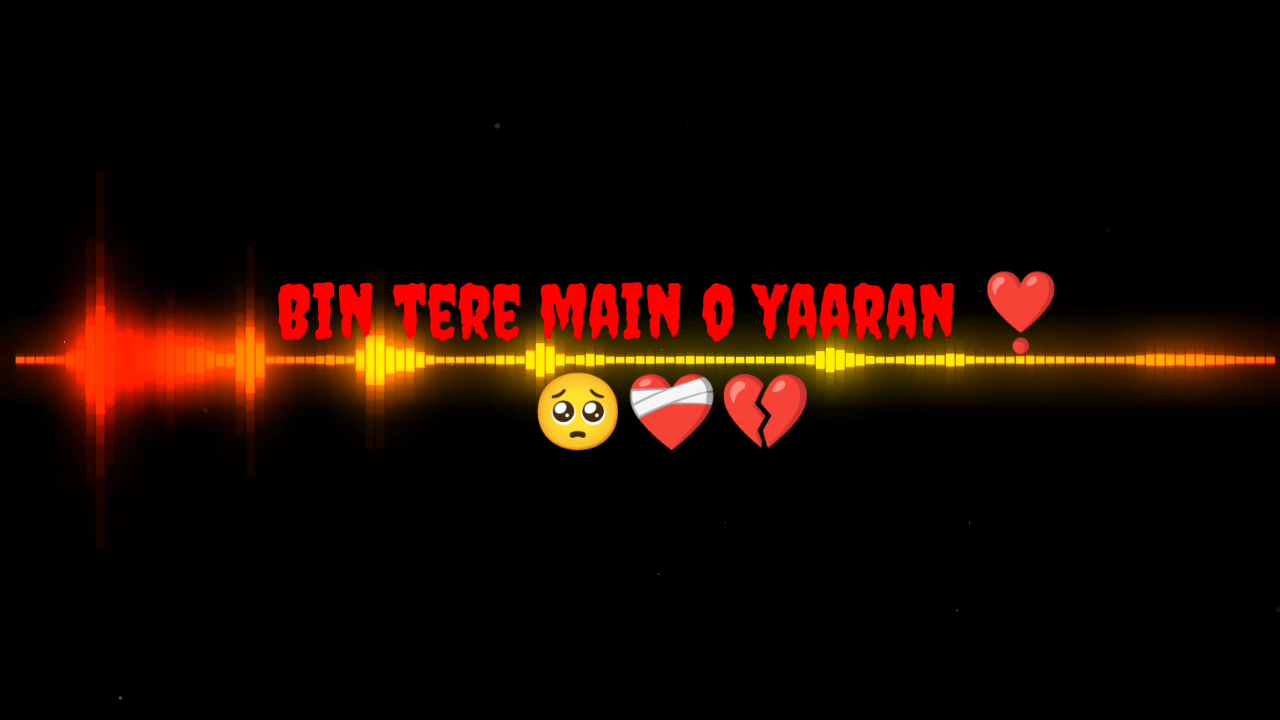 BIN TERE MAIN O YAARAN ❣️
🥺❤️‍🩹💔